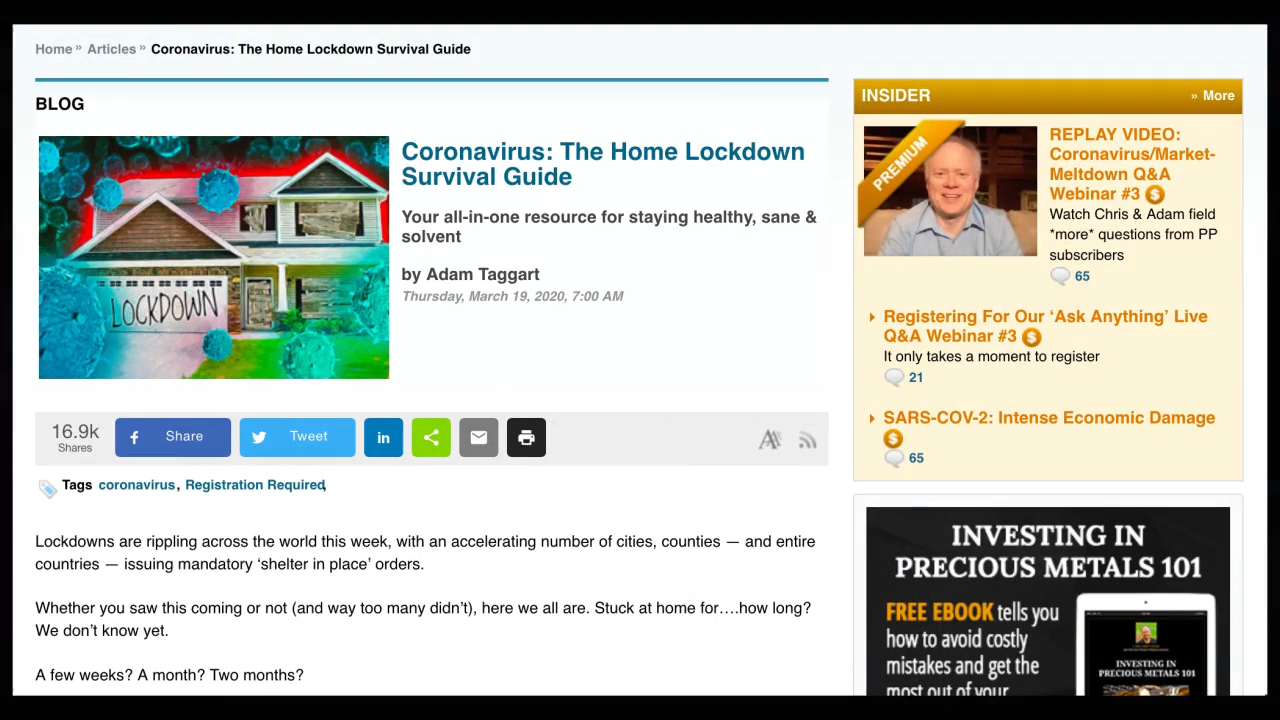 Home » Articles » Coronavirus: The Home Lockdown Survival Guide
BLOG
LOCKDOWN
Coronavirus: The Home Lockdown
Survival Guide
Your all-in-one resource for staying healthy, sane &
solvent
by Adam Taggart
Thursday, March 19, 2020, 7:00 AM
16.9k
Shares
Share
Tweet
in
Tags coronavirus, Registration Required,
Lockdowns are rippling across the world this week, with an accelerating number of cities, counties — and entire
countries — issuing mandatory ‘shelter in place’ orders.
Whether you saw this coming or not (and way too many didn’t), here we all are. Stuck at home for….how long?
We don’t know yet.
A few weeks? A month? Two months?
INSIDER
» More
PREMIUM
REPLAY VIDEO:
Coronavirus/Market-
Meltdown Q&A
Webinar #3 $
Watch Chris & Adam field
*more* questions from PP
subscribers
65
Registering For Our ‘Ask Anything’ Live
Q&A Webinar #3 $
It only takes a moment to register
21
SARS-COV-2: Intense Economic Damage
$
65
INVESTING IN
PRECIOUS METALS 101
FREE EBOOK tells you
how to avoid costly
mistakes and get the
most out of your
INVESTING IN
PRECIOUS METALS 101